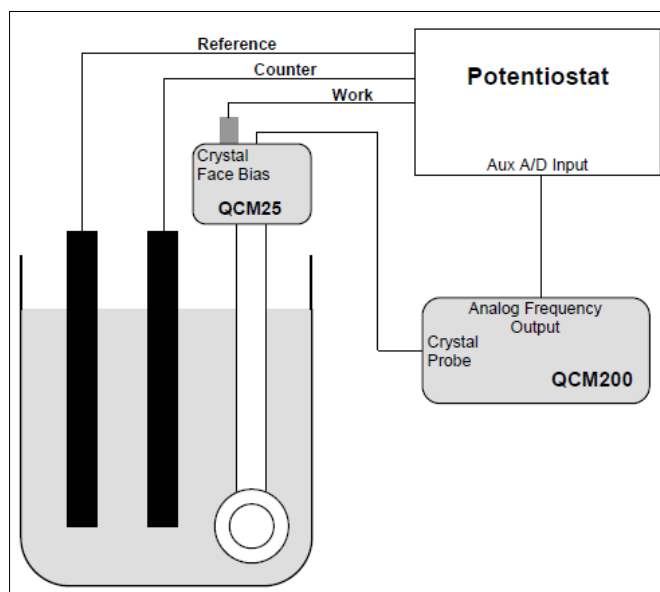 Reference
Counter
Work
Potentiostat
Aux A/D Input
Crystal
Face Bias
QCM25
Analog Frequency
Output
Crystal
Probe
QCM200